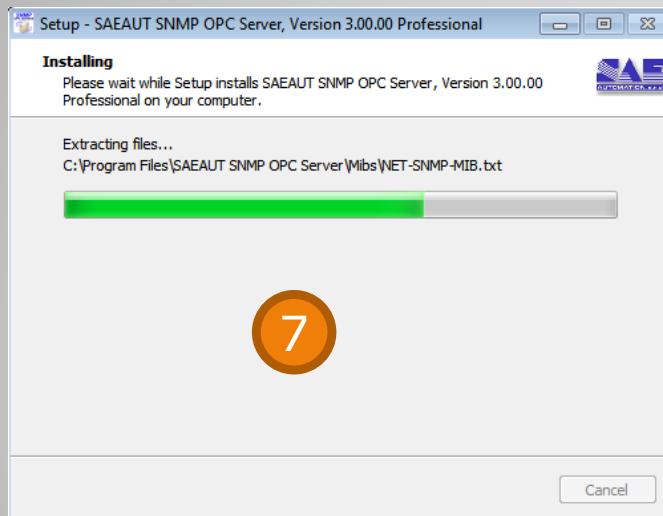 Setup - SAEAUT SNMP OPC Server, Version 3.00.00 Professional
Installing
Please wait while Setup installs SAEAUT SNMP OPC Server, Version 3.00.00
Professional on your computer.
SAE
Extracting files...
C:\Program Files\SAEAUT SNMP OPC Server\Mibs\NET-SNMP-MIB.txt
7
Cancel